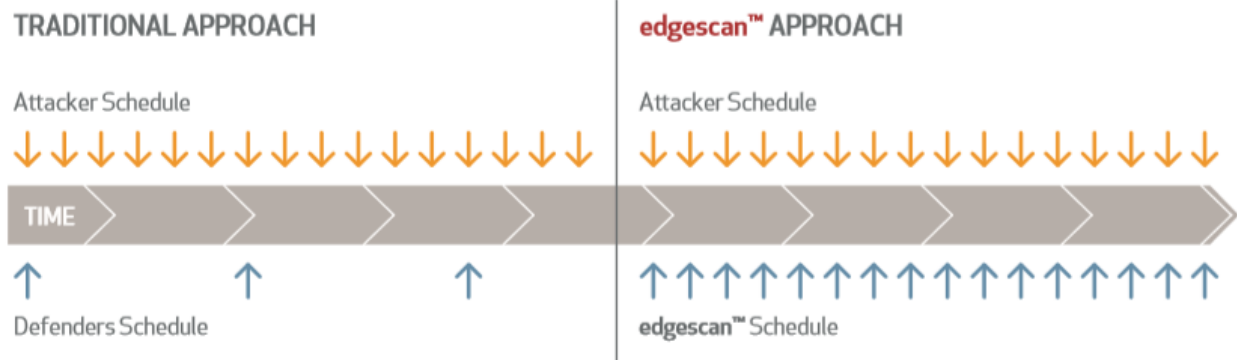 TRADITIONAL APPROACH
Attacker Schedule
TIME
Defenders Schedule
edgescan™ APPROACH
Attacker Schedule
edgescan™ Schedule